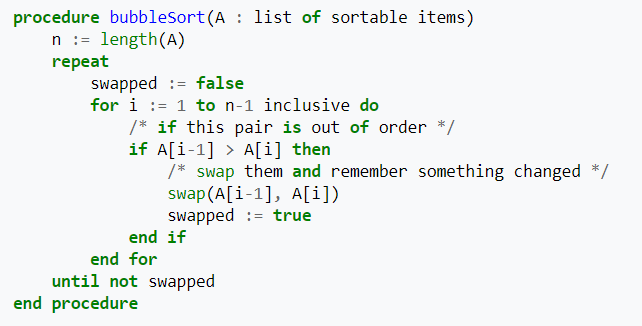 procedure bubbleSort(A : list of sortable items)
    n := length(A)
    repeat
        swapped := false
        for i := 1 to n-1 inclusive do
            /* if this pair is out of order */
            if A[i-1] > A[i] then
                /* swap them and remember something changed */
                swap(A[i-1], A[i])
                swapped := true
            end if
        end for
    until not swapped
end procedure